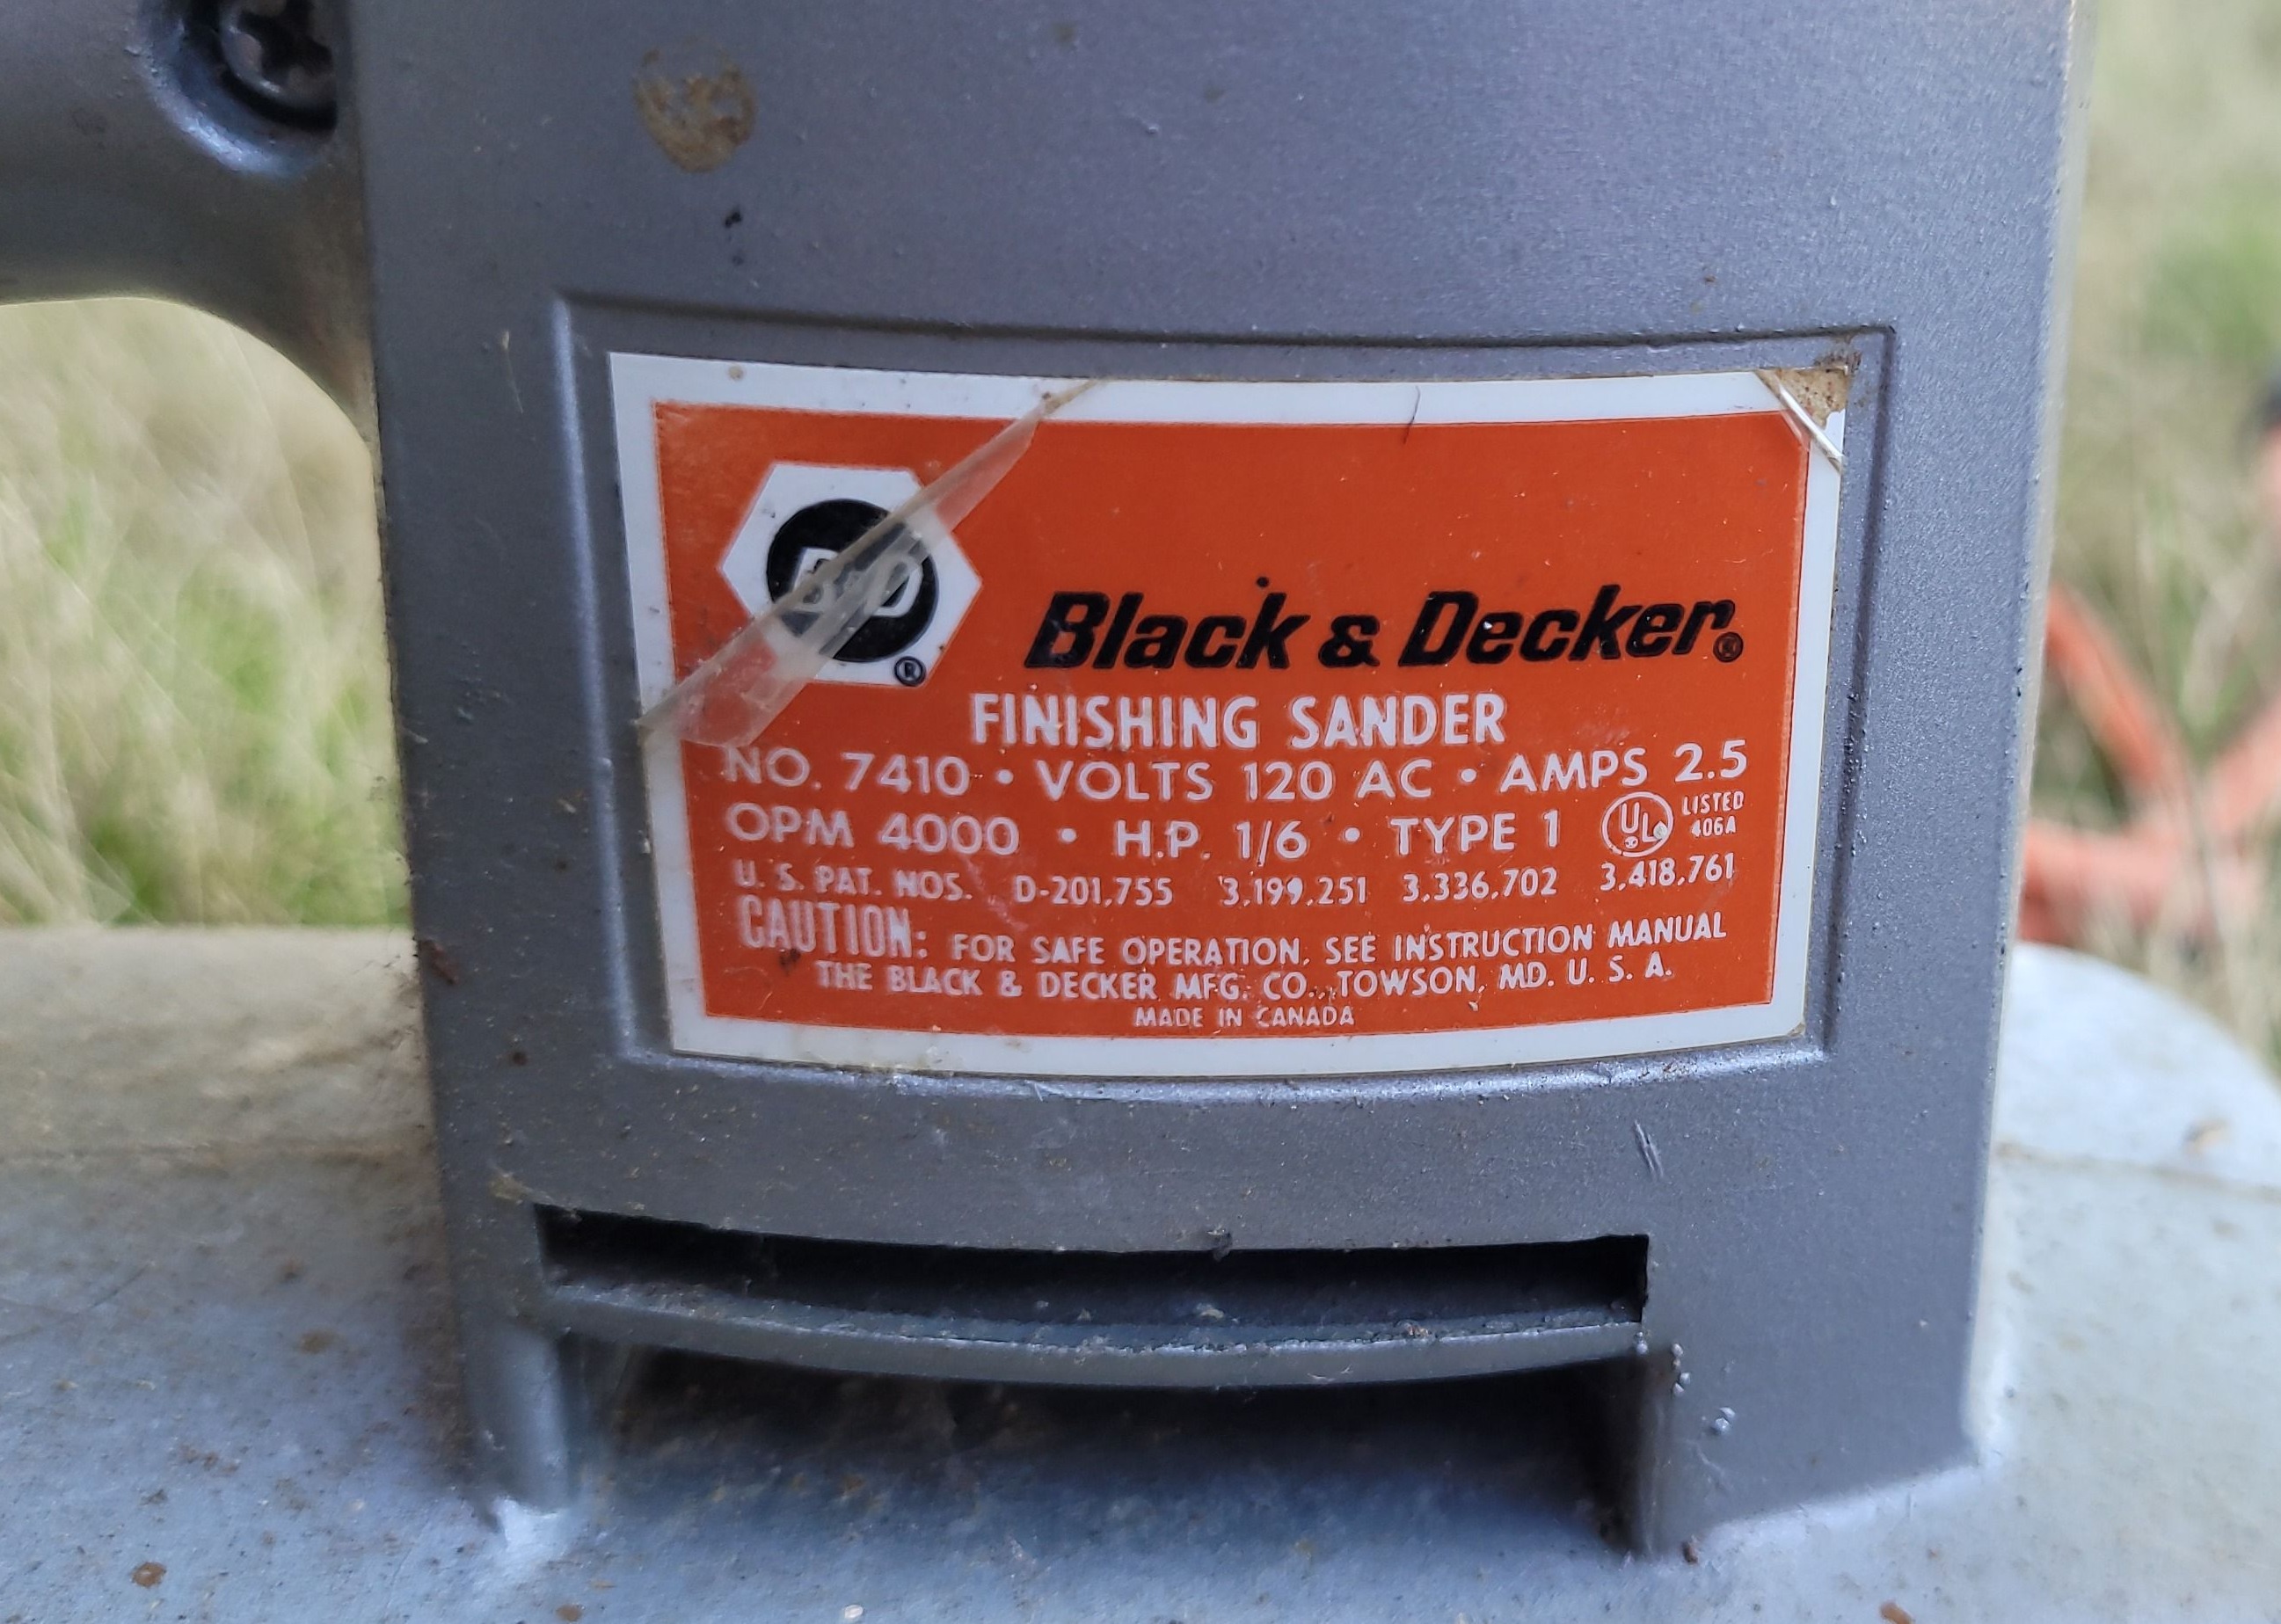 B&D ®
Black & Decker®
FINISHING SANDER
NO. 7410 • VOLTS 120 AC • AMPS 2.5
OPM 4000 • H.P. 1/6 • TYPE 1 UL ® LISTED 406A
U. S. PAT. NOS. D-201,755 3,199,251 3,336,702 3,418,761
CAUTION: FOR SAFE OPERATION, SEE INSTRUCTION MANUAL
THE BLACK & DECKER MFG. CO., TOWSON, MD. U. S. A.
MADE IN CANADA